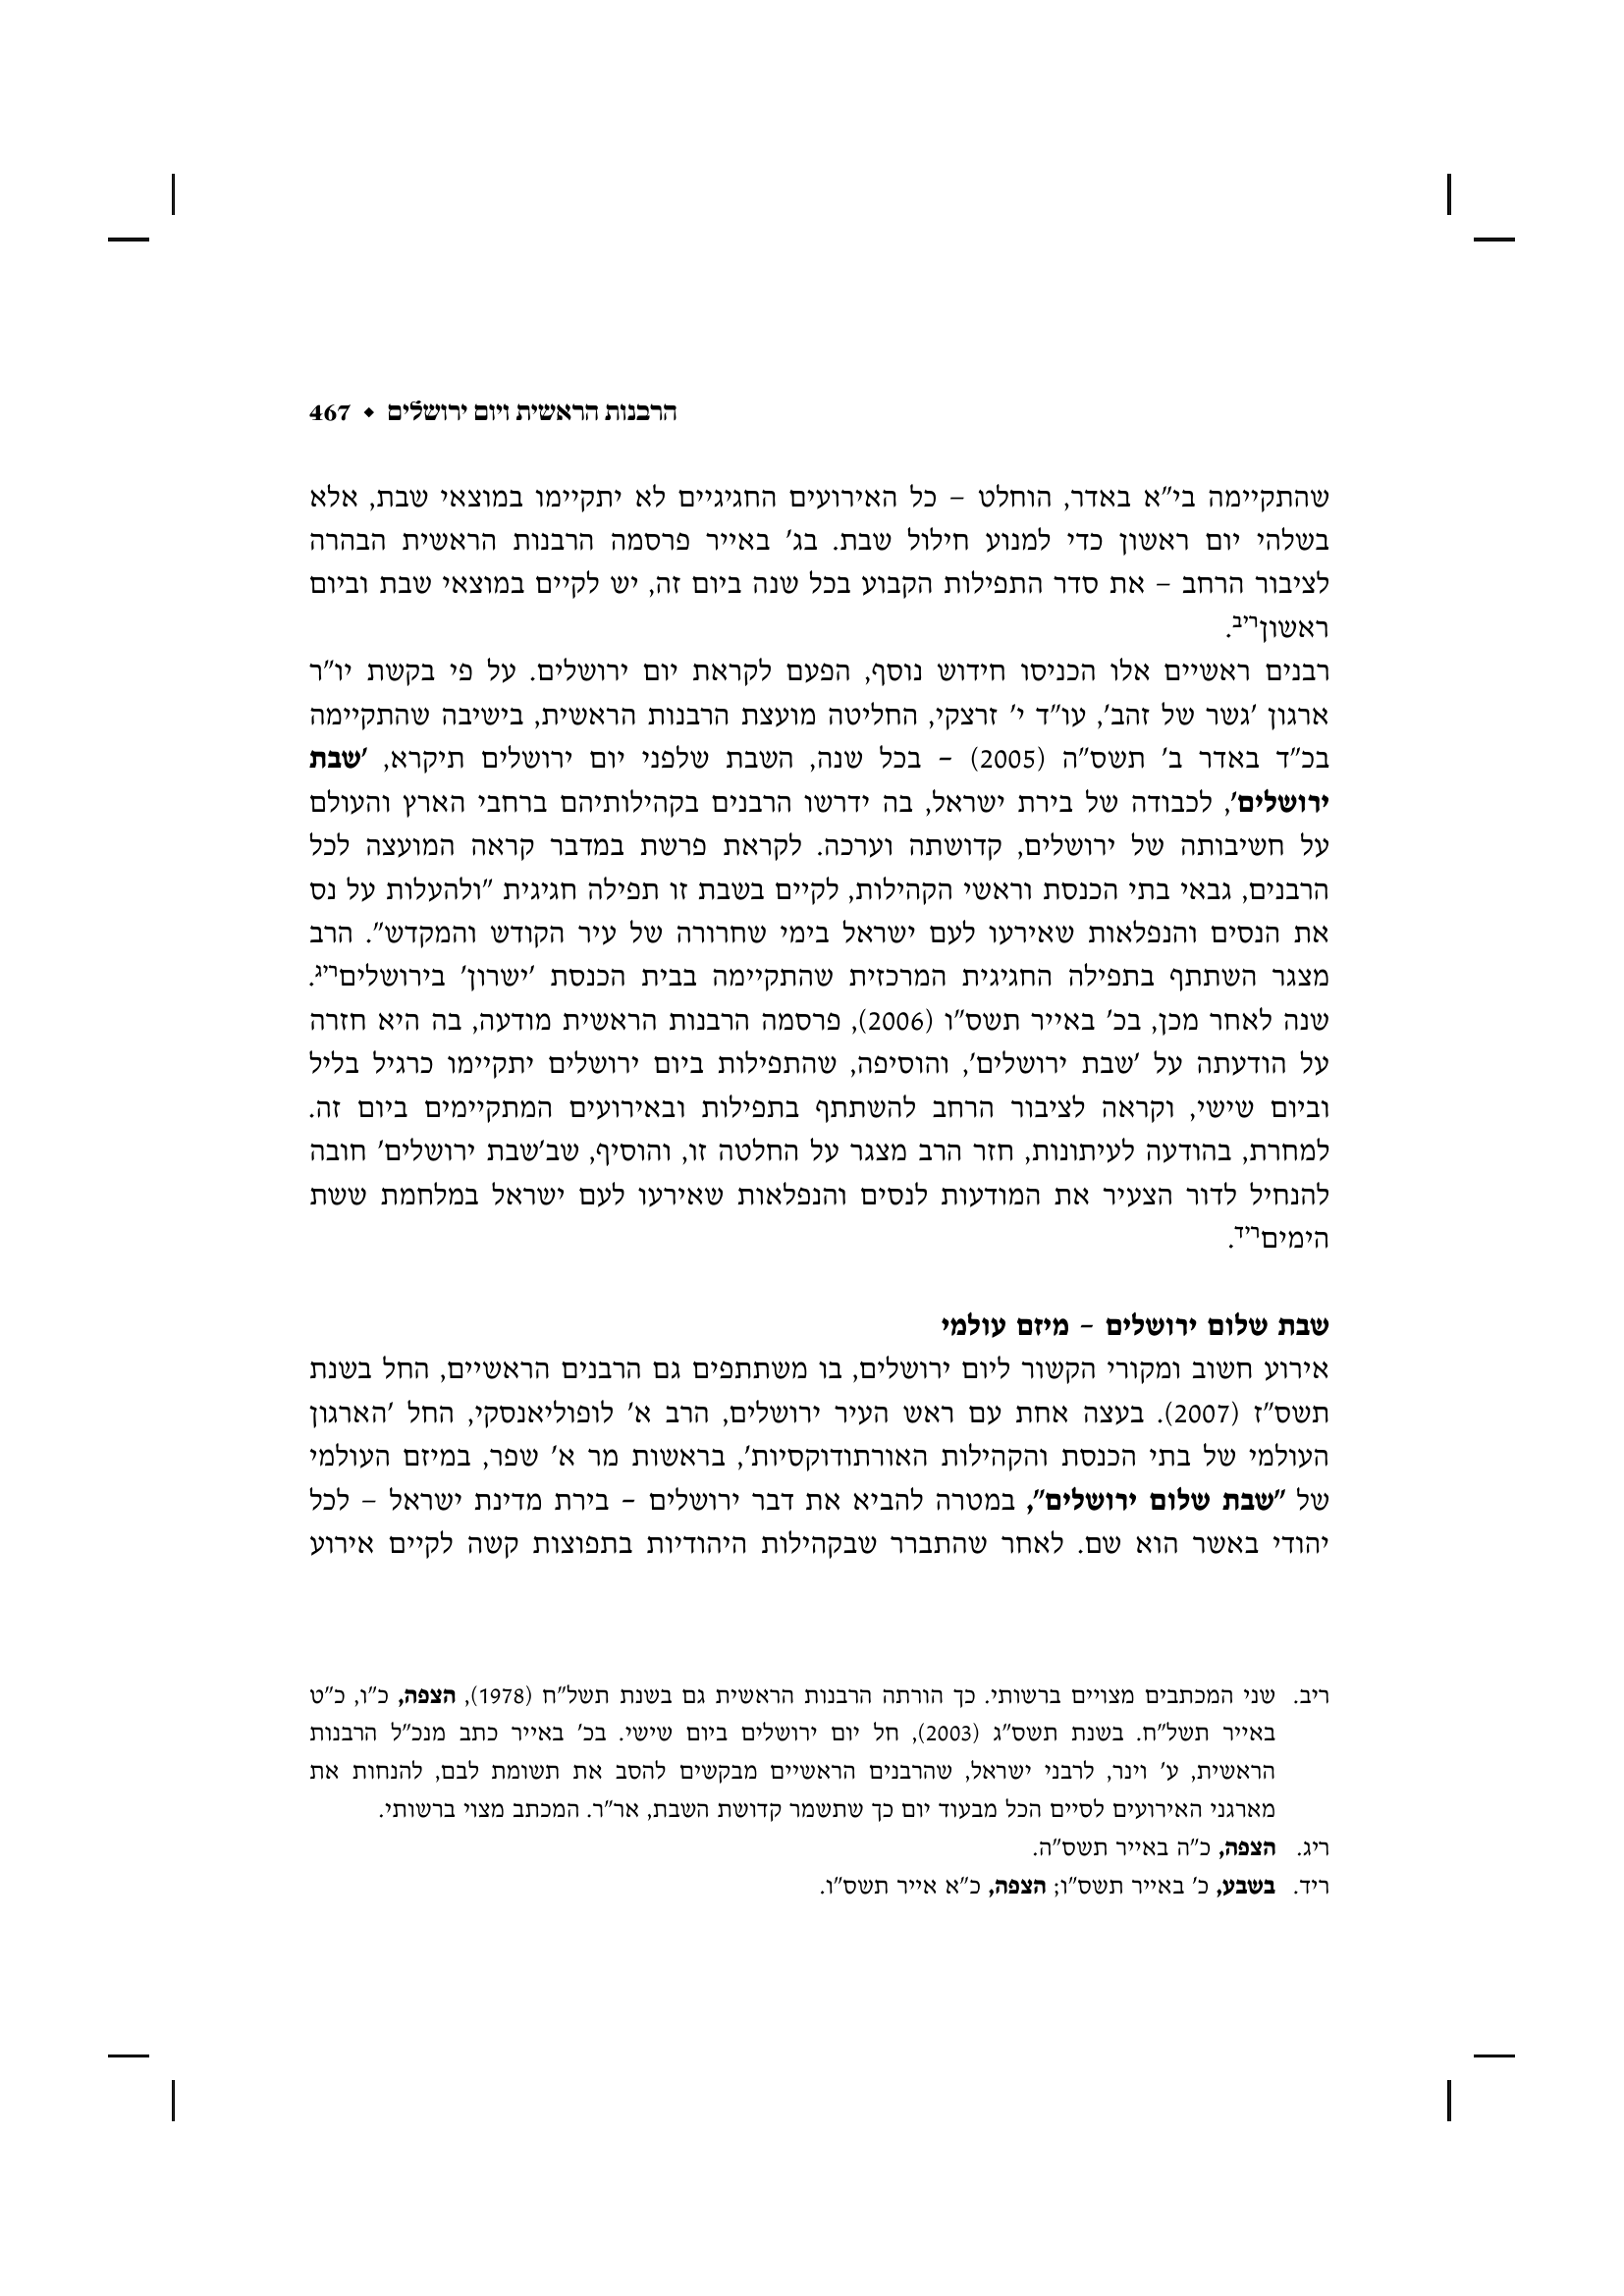 הרבנות הראשית ויום ירושלים ◆ 467
שהתקיימה בי"א באדר, הוחלט – כל האירועים החגיגיים לא יתקיימו במוצאי שבת, אלא
בשלהי יום ראשון כדי למנוע חילול שבת. בג' באייר פרסמה הרבנות הראשית הבהרה
לציבור הרחב – את סדר התפילות הקבוע בכל שנה ביום זה, יש לקיים במוצאי שבת וביום
ראשוןריב.
רבנים ראשיים אלו הכניסו חידוש נוסף, הפעם לקראת יום ירושלים. על פי בקשת יו"ר
ארגון 'גשר של זהב', עו"ד י' זרצקי, החליטה מועצת הרבנות הראשית, בישיבה שהתקיימה
בכ"ד באדר ב' תשס"ה (2005) – בכל שנה, השבת שלפני יום ירושלים תיקרא, 'שבת
ירושלים', לכבודה של בירת ישראל, בה ידרשו הרבנים בקהילותיהם ברחבי הארץ והעולם
על חשיבותה של ירושלים, קדושתה וערכה. לקראת פרשת במדבר קראה המועצה לכל
הרבנים, גבאי בתי הכנסת וראשי הקהילות, לקיים בשבת זו תפילה חגיגית "ולהעלות על נס
את הנסים והנפלאות שאירעו לעם ישראל בימי שחרורה של עיר הקודש והמקדש". הרב
מצגר השתתף בתפילה החגיגית המרכזית שהתקיימה בבית הכנסת 'ישרון' בירושליםריג.
שנה לאחר מכן, בכ' באייר תשס"ו (2006), פרסמה הרבנות הראשית מודעה, בה היא חזרה
על הודעתה על 'שבת ירושלים', והוסיפה, שהתפילות ביום ירושלים יתקיימו כרגיל בליל
וביום שישי, וקראה לציבור הרחב להשתתף בתפילות ובאירועים המתקיימים ביום זה.
למחרת, בהודעה לעיתונות, חזר הרב מצגר על החלטה זו, והוסיף, שב'שבת ירושלים' חובה
להנחיל לדור הצעיר את המודעות לנסים והנפלאות שאירעו לעם ישראל במלחמת ששת
הימיםריד.
שבת שלום ירושלים – מיזם עולמי
אירוע חשוב ומקורי הקשור ליום ירושלים, בו משתתפים גם הרבנים הראשיים, החל בשנת
תשס"ז (2007). בעצה אחת עם ראש העיר ירושלים, הרב א' לופוליאנסקי, החל 'הארגון
העולמי של בתי הכנסת והקהילות האורתודוקסיות', בראשות מר א' שפר, במיזם העולמי
של "שבת שלום ירושלים", במטרה להביא את דבר ירושלים – בירת מדינת ישראל – לכל
יהודי באשר הוא שם. לאחר שהתברר שבקהילות היהודיות בתפוצות קשה לקיים אירוע
ריב. שני המכתבים מצויים ברשותי. כך הורתה הרבנות הראשית גם בשנת תשל"ח (1978), הצפה, כ"ו, כ"ט
באייר תשל"ח. בשנת תשס"ג (2003), חל יום ירושלים ביום שישי. בכ' באייר כתב מנכ"ל הרבנות
הראשית, ע' וינר, לרבני ישראל, שהרבנים הראשיים מבקשים להסב את תשומת לבם, להנחות את
מארגני האירועים לסיים הכל מבעוד יום כך שתשמר קדושת השבת, אר"ר. המכתב מצוי ברשותי.
ריג. הצפה, כ"ה באייר תשס"ה.
ריד. בשבע, כ' באייר תשס"ו; הצפה, כ"א אייר תשס"ו.